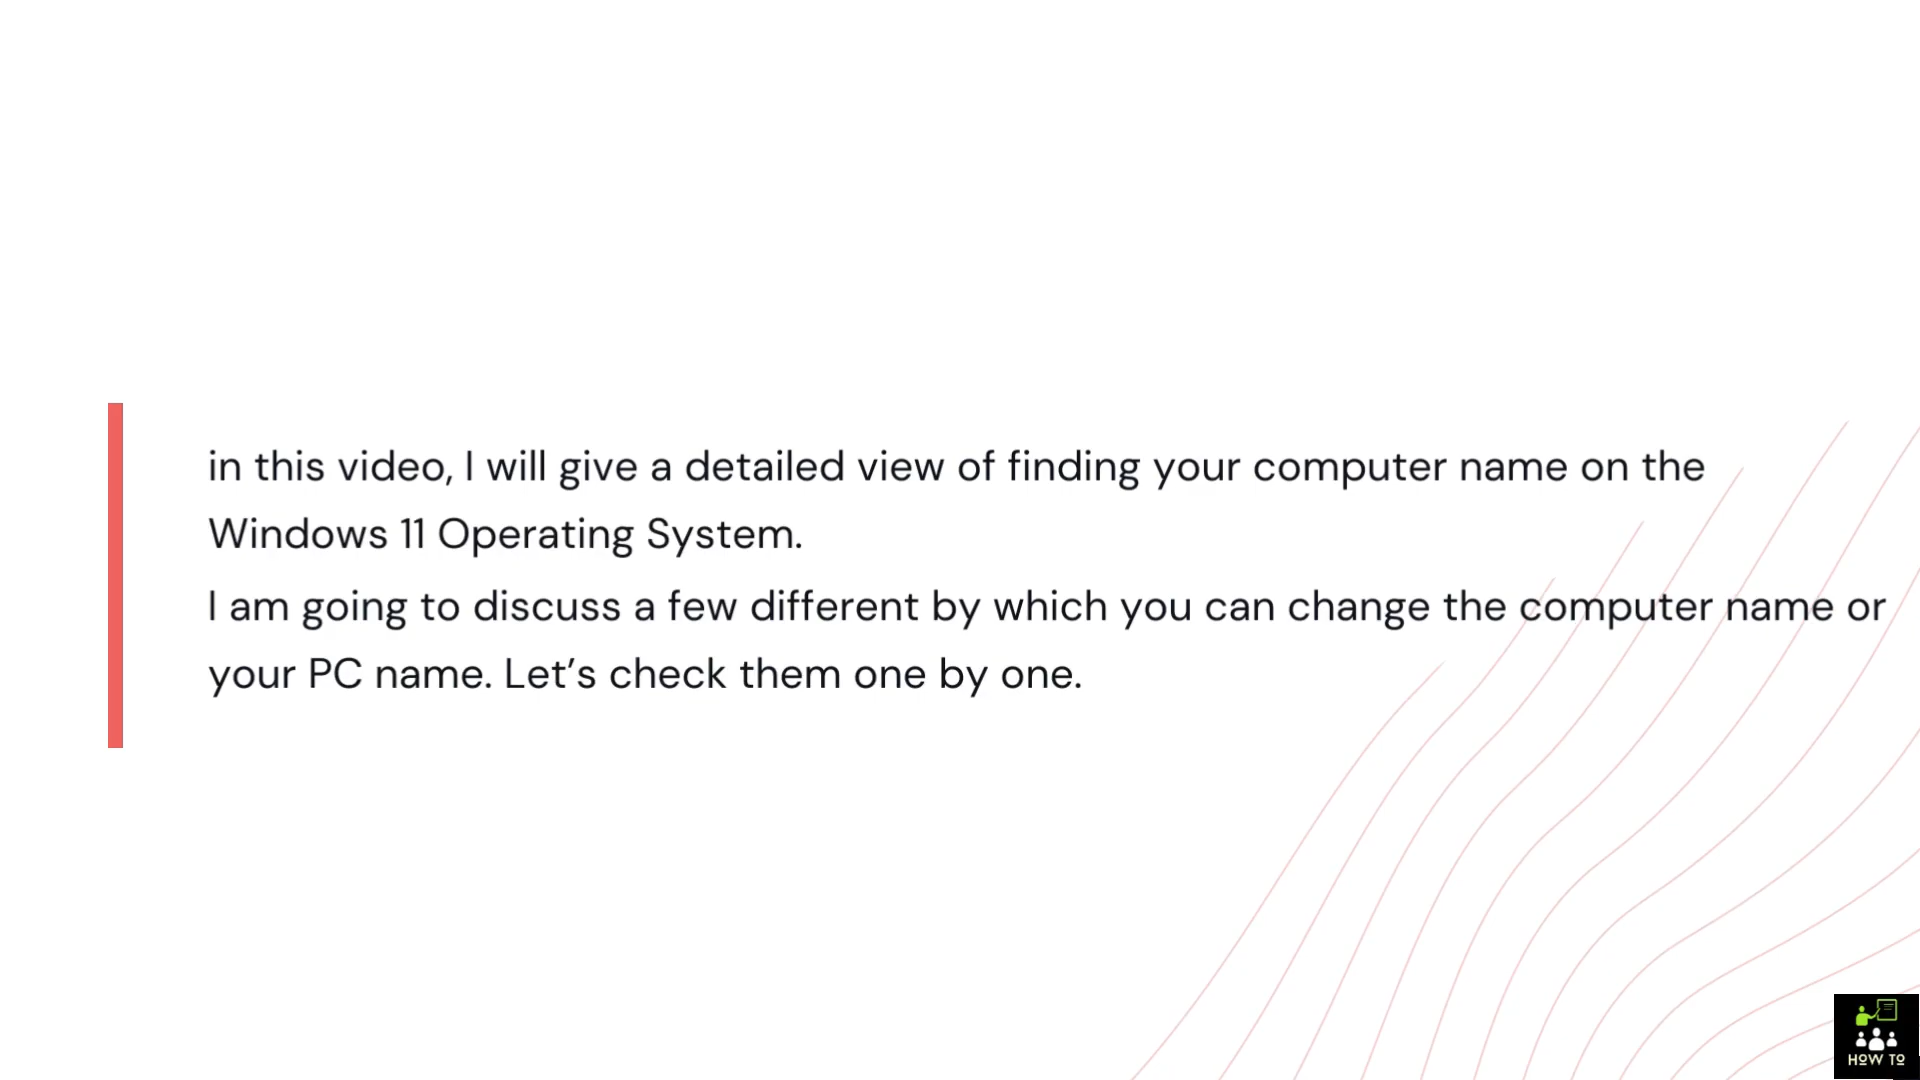 in this video, I will give a detailed view of finding your computer name on the
Windows 11 Operating System.
I am going to discuss a few different by which you can change the computer name or
your PC name. Let’s check them one by one.
HOW TO